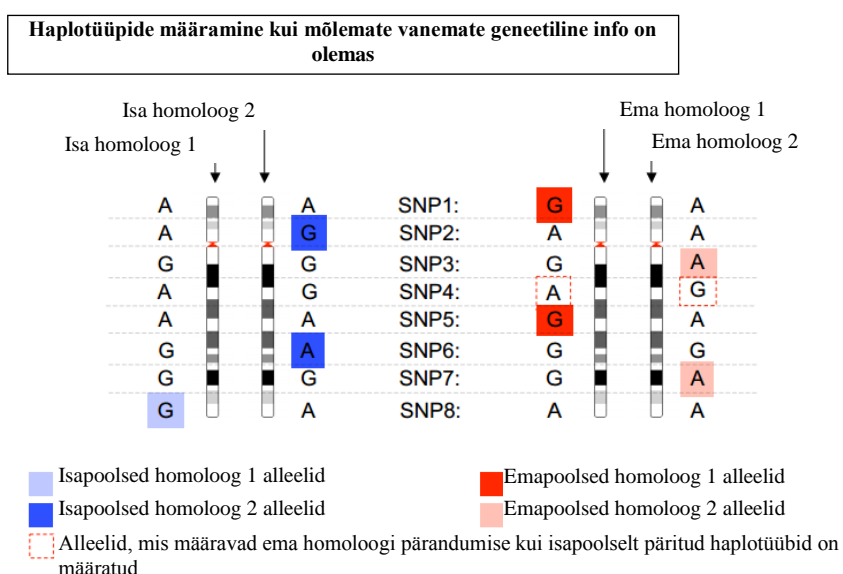 Haplotüüpide määramine kui mõlemate vanemate geneetiline info on
olemas
Isa homoloog 2
Isa homoloog 1
Ema homoloog 1
Ema homoloog 2
A A SNP1: G A
A G SNP2: A A
G G SNP3: G A
A G SNP4: A G
A A SNP5: G A
G A SNP6: G G
G G SNP7: G A
G A SNP8: A A
Isapoolsed homoloog 1 alleelid
Isapoolsed homoloog 2 alleelid
Emapoolsed homoloog 1 alleelid
Emapoolsed homoloog 2 alleelid
Alleelid, mis määravad ema homoloogi pärandumise kui isapoolselt päritud haplotüübid on
määratud